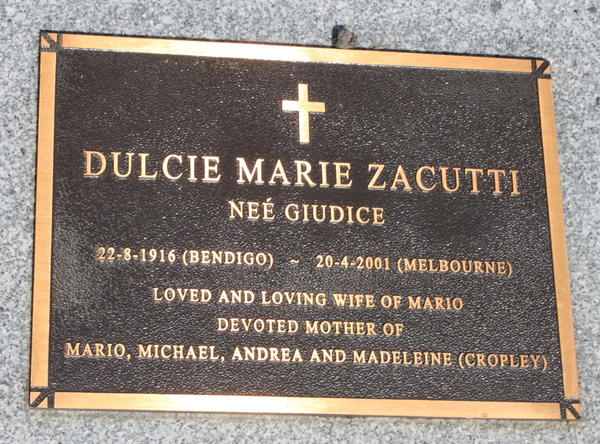 DULCIE MARIE ZACUTTI
NEÉ GIUDICE
22-8-1916 (BENDIGO) ~ 20-4-2001 (MELBOURNE)
LOVED AND LOVING WIFE OF MARIO
DEVOTED MOTHER OF
MARIO, MICHAEL, ANDREA AND MADELEINE (CROPLEY)